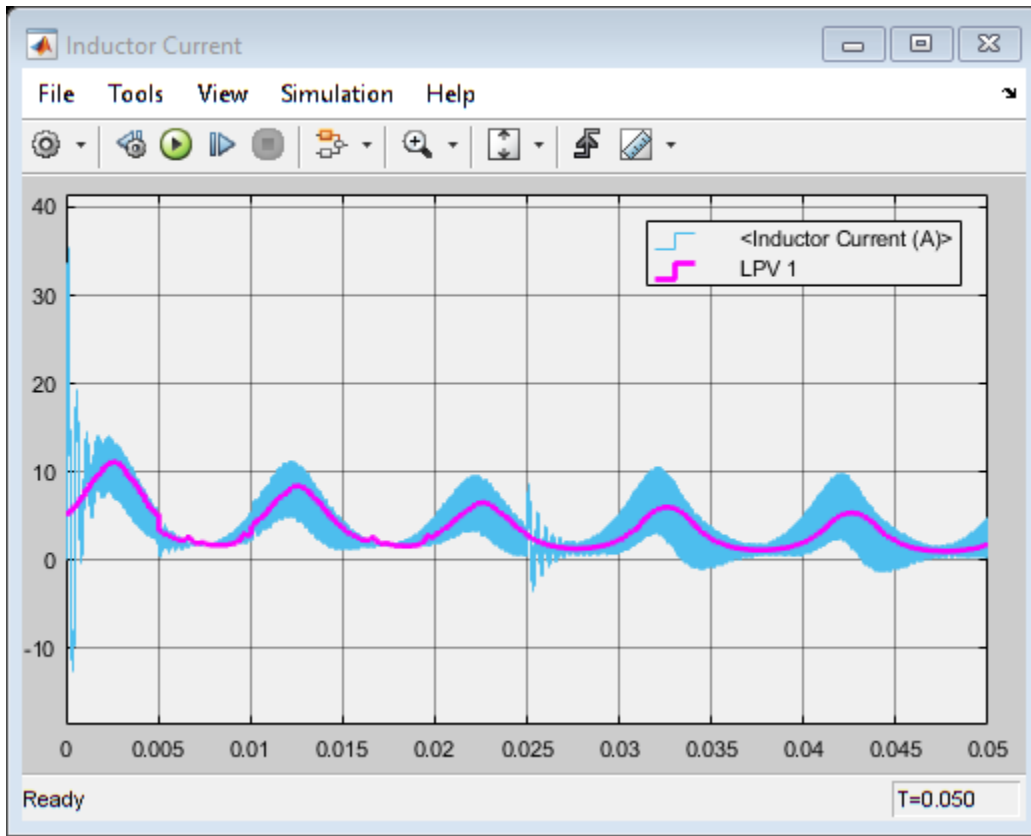 Inductor Current
File Tools View Simulation Help
<Inductor Current (A)>
LPV 1
40
30
20
10
0
-10
0 0.005 0.01 0.015 0.02 0.025 0.03 0.035 0.04 0.045 0.05
Ready T=0.050